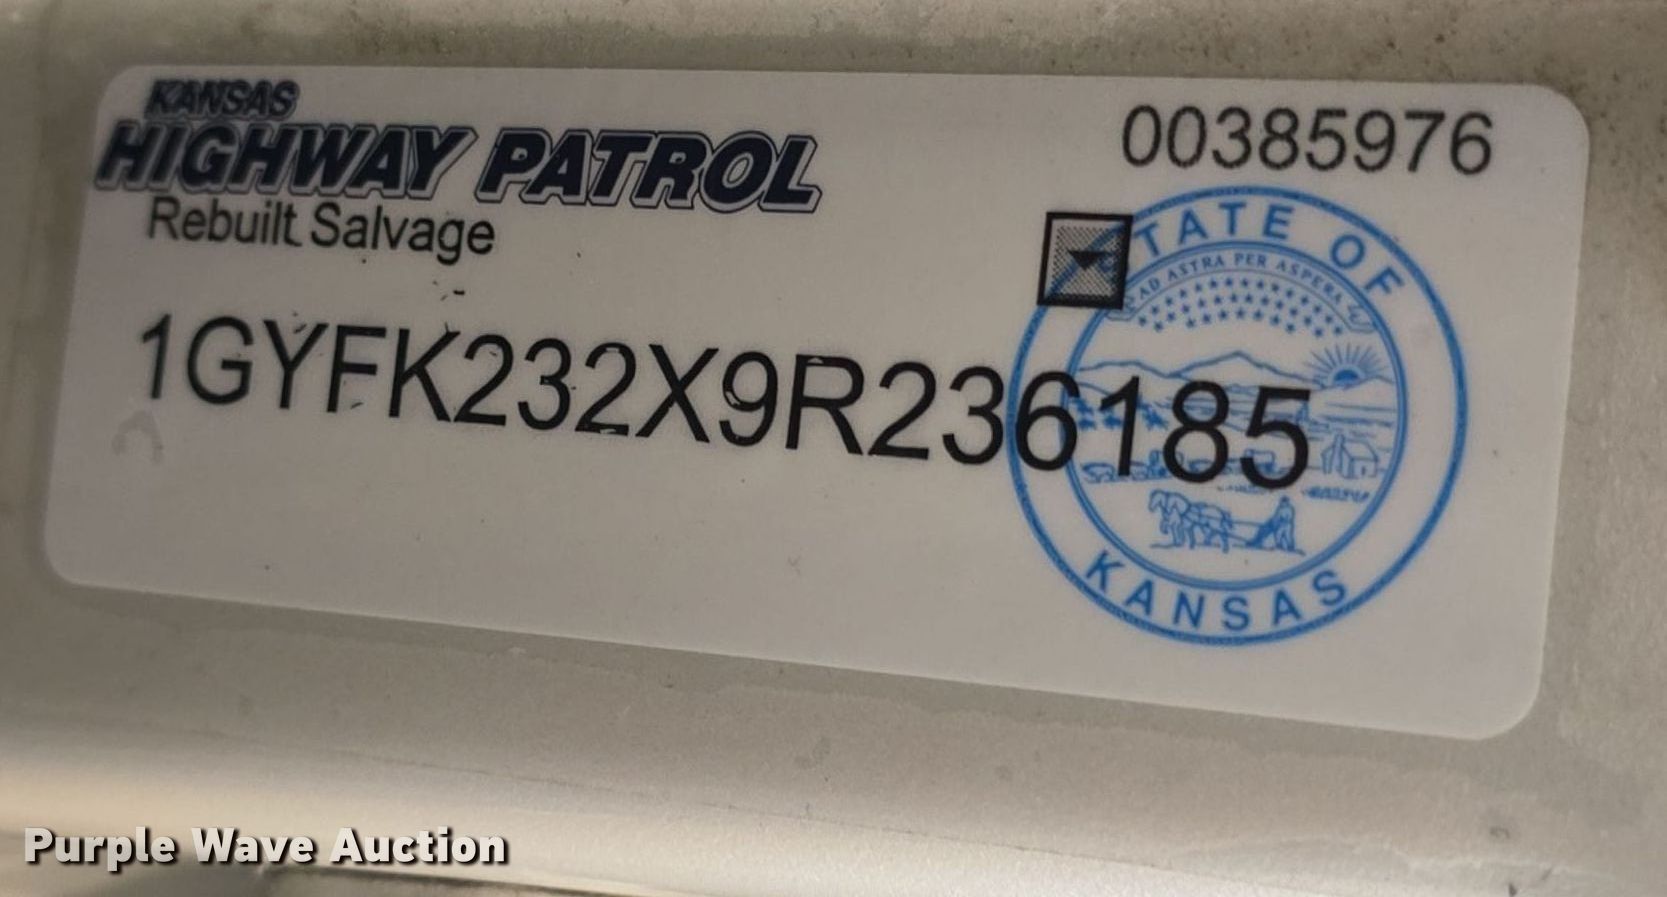 KANSAS
HIGHWAY PATROL
Rebuilt Salvage
00385976
STATE OF
AD ASTRA PER ASPERA
1GYFK232X9R236185
KANSAS
Purple Wave Auction